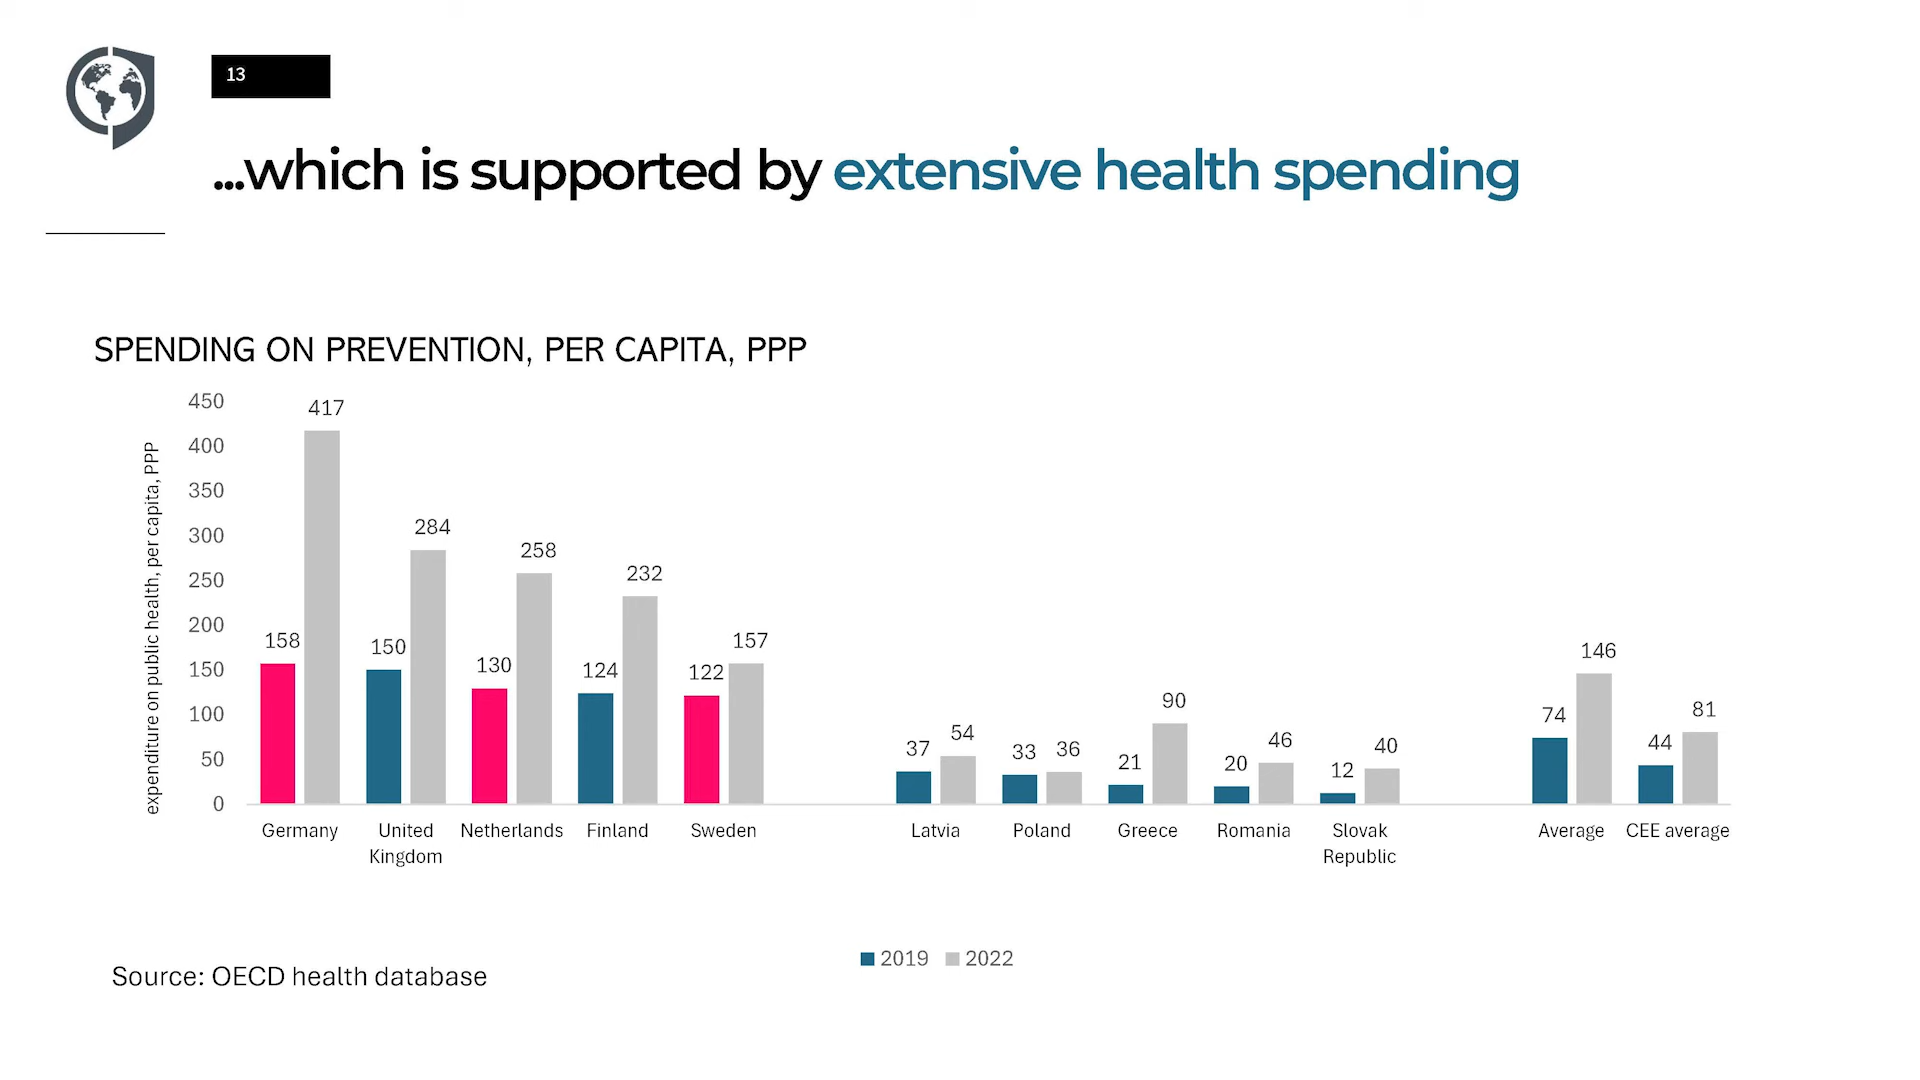 13
...which is supported by extensive health spending
SPENDING ON PREVENTION, PER CAPITA, PPP
expenditure on public health, per capita, PPP
450
400
350
300
250
200
150
100
50
0
158 417
150 284
130 258
124 232
122 157
37 54
33 36
21 90
20 46
12 40
74 146
44 81
Germany
United
Kingdom
Netherlands
Finland
Sweden
Latvia
Poland
Greece
Romania
Slovak
Republic
Average
CEE average
2019 2022
Source: OECD health database